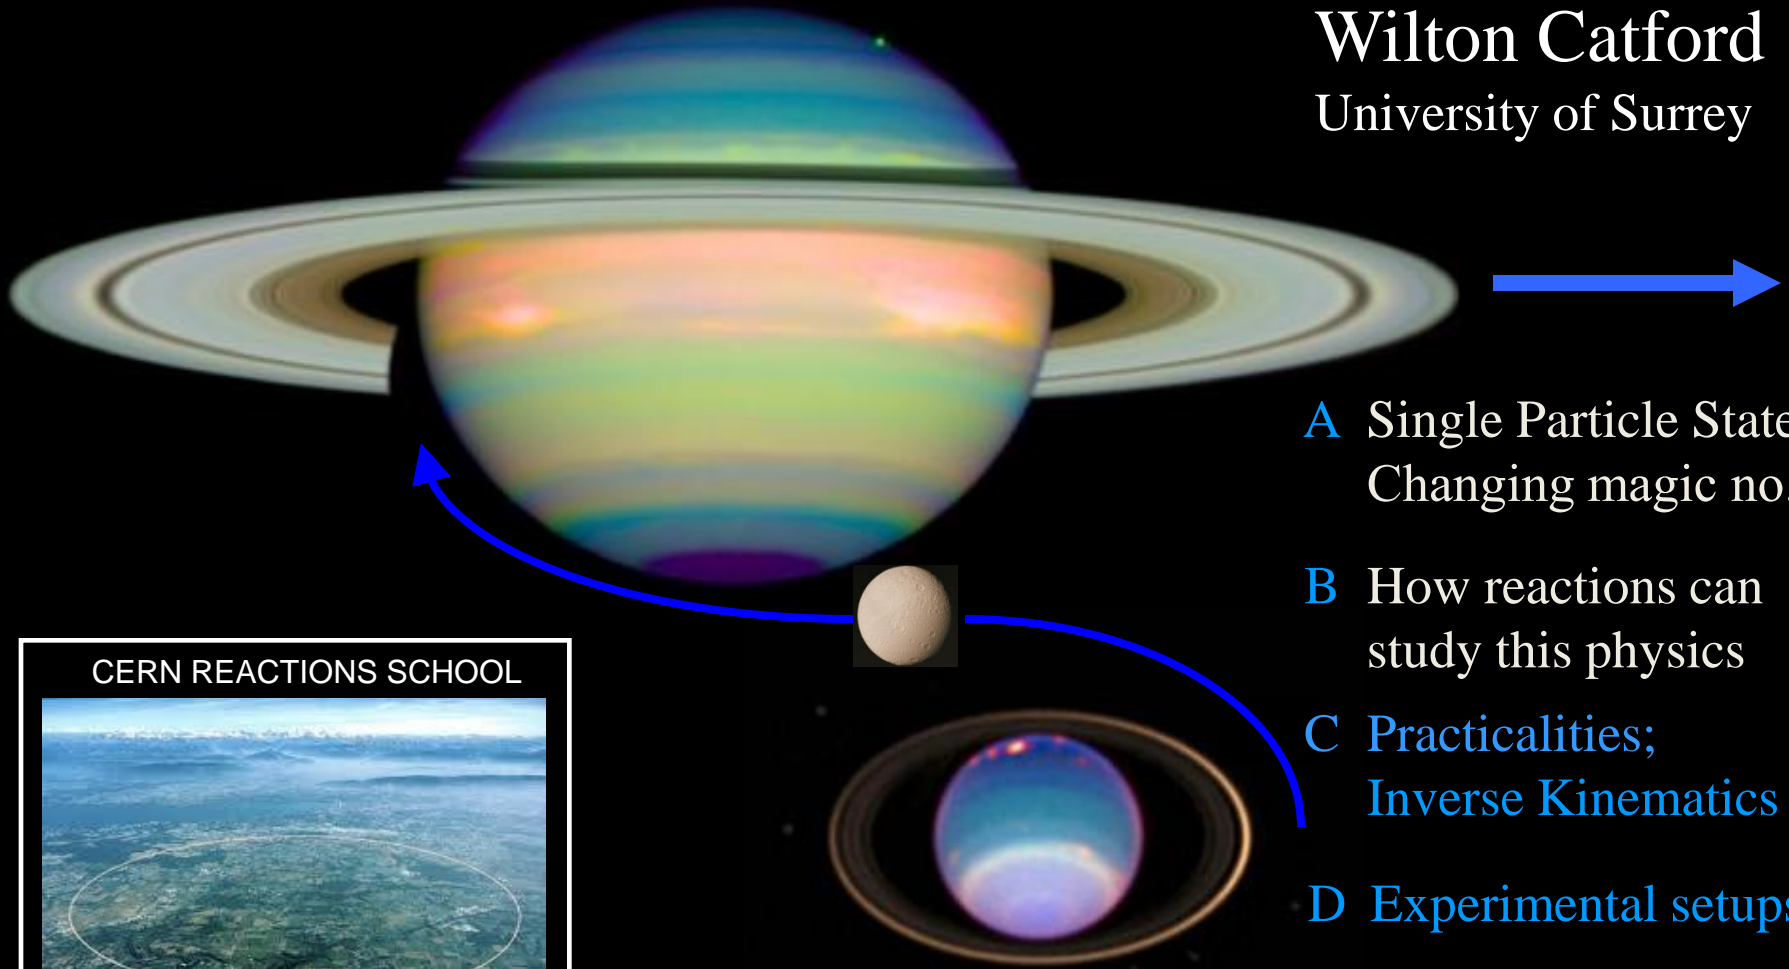 Wilton Catford
University of Surrey
A Single Particle State
Changing magic no.
B How reactions can
study this physics
C Practicalities;
Inverse Kinematics
D Experimental setups
CERN REACTIONS SCHOOL